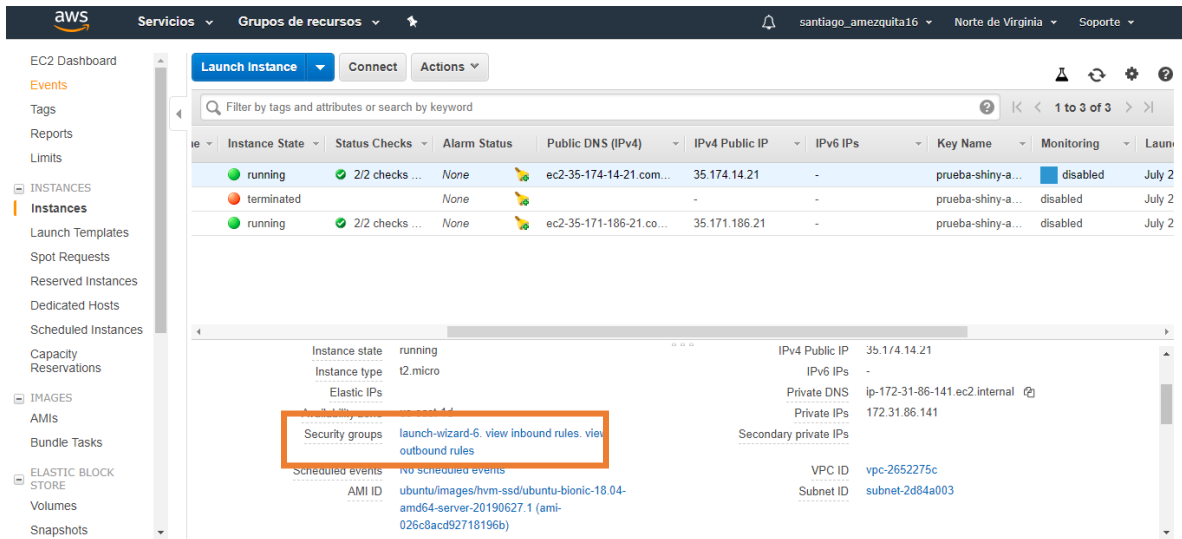 aws Servicios Grupos de recursos santiago_amezquita16 Norte de Virginia Soporte
EC2 Dashboard
Events
Tags
Reports
Limits
INSTANCES
Instances
Launch Templates
Spot Requests
Reserved Instances
Dedicated Hosts
Scheduled Instances
Capacity
Reservations
IMAGES
AMIs
Bundle Tasks
ELASTIC BLOCK
STORE
Volumes
Snapshots
Launch Instance Connect Actions
Filter by tags and attributes or search by keyword 1 to 3 of 3
Instance State Status Checks Alarm Status Public DNS (IPv4) IPv4 Public IP IPv6 IPs Key Name Monitoring
running 2/2 checks ... None ec2-35-174-14-21.com... 35.174.14.21 - prueba-shiny-a... disabled July 2
terminated None - - prueba-shiny-a... disabled July 2
running 2/2 checks ... None ec2-35-171-186-21.co... 35.171.186.21 - prueba-shiny-a... disabled July 2
Instance state running IPv4 Public IP 35.174.14.21
Instance type t2.micro IPv6 IPs -
Elastic IPs Private DNS ip-172-31-86-141.ec2.internal
Private IPs 172.31.86.141
Security groups launch-wizard-6. view inbound rules. view Secondary private IPs
outbound rules
Scheduled events No scheduled events VPC ID vpc-2652275c
AMI ID ubuntu/images/hvm-ssd/ubuntu-bionic-18.04- Subnet ID subnet-2d84a003
amd64-server-20190627.1 (ami-
026c8acd92718196b)